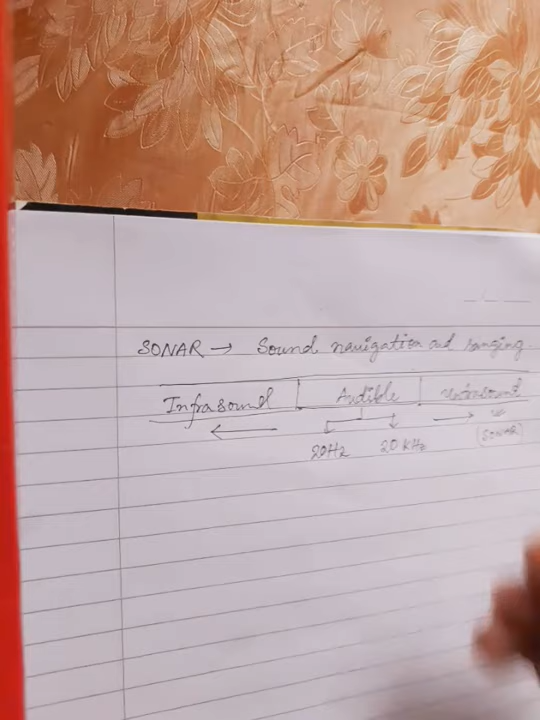 SONAR → Sound navigation and ranging
Infrasound Audible Ultrasound
20Hz 20 KHz (SONAR)